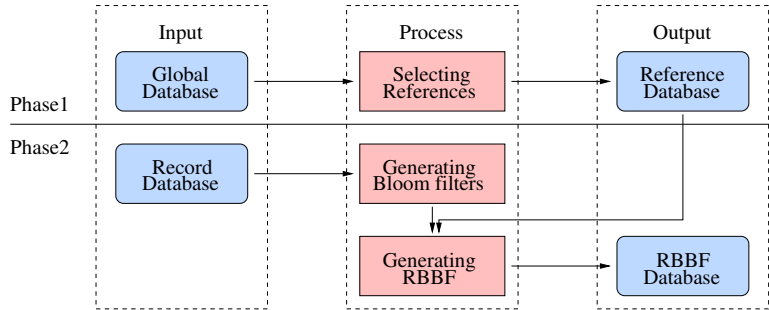 Input
Process
Output
Global
Database
Selecting
References
Reference
Database
Phase1
Phase2
Record
Database
Generating
Bloom filters
Generating
RBBF
RBBF
Database